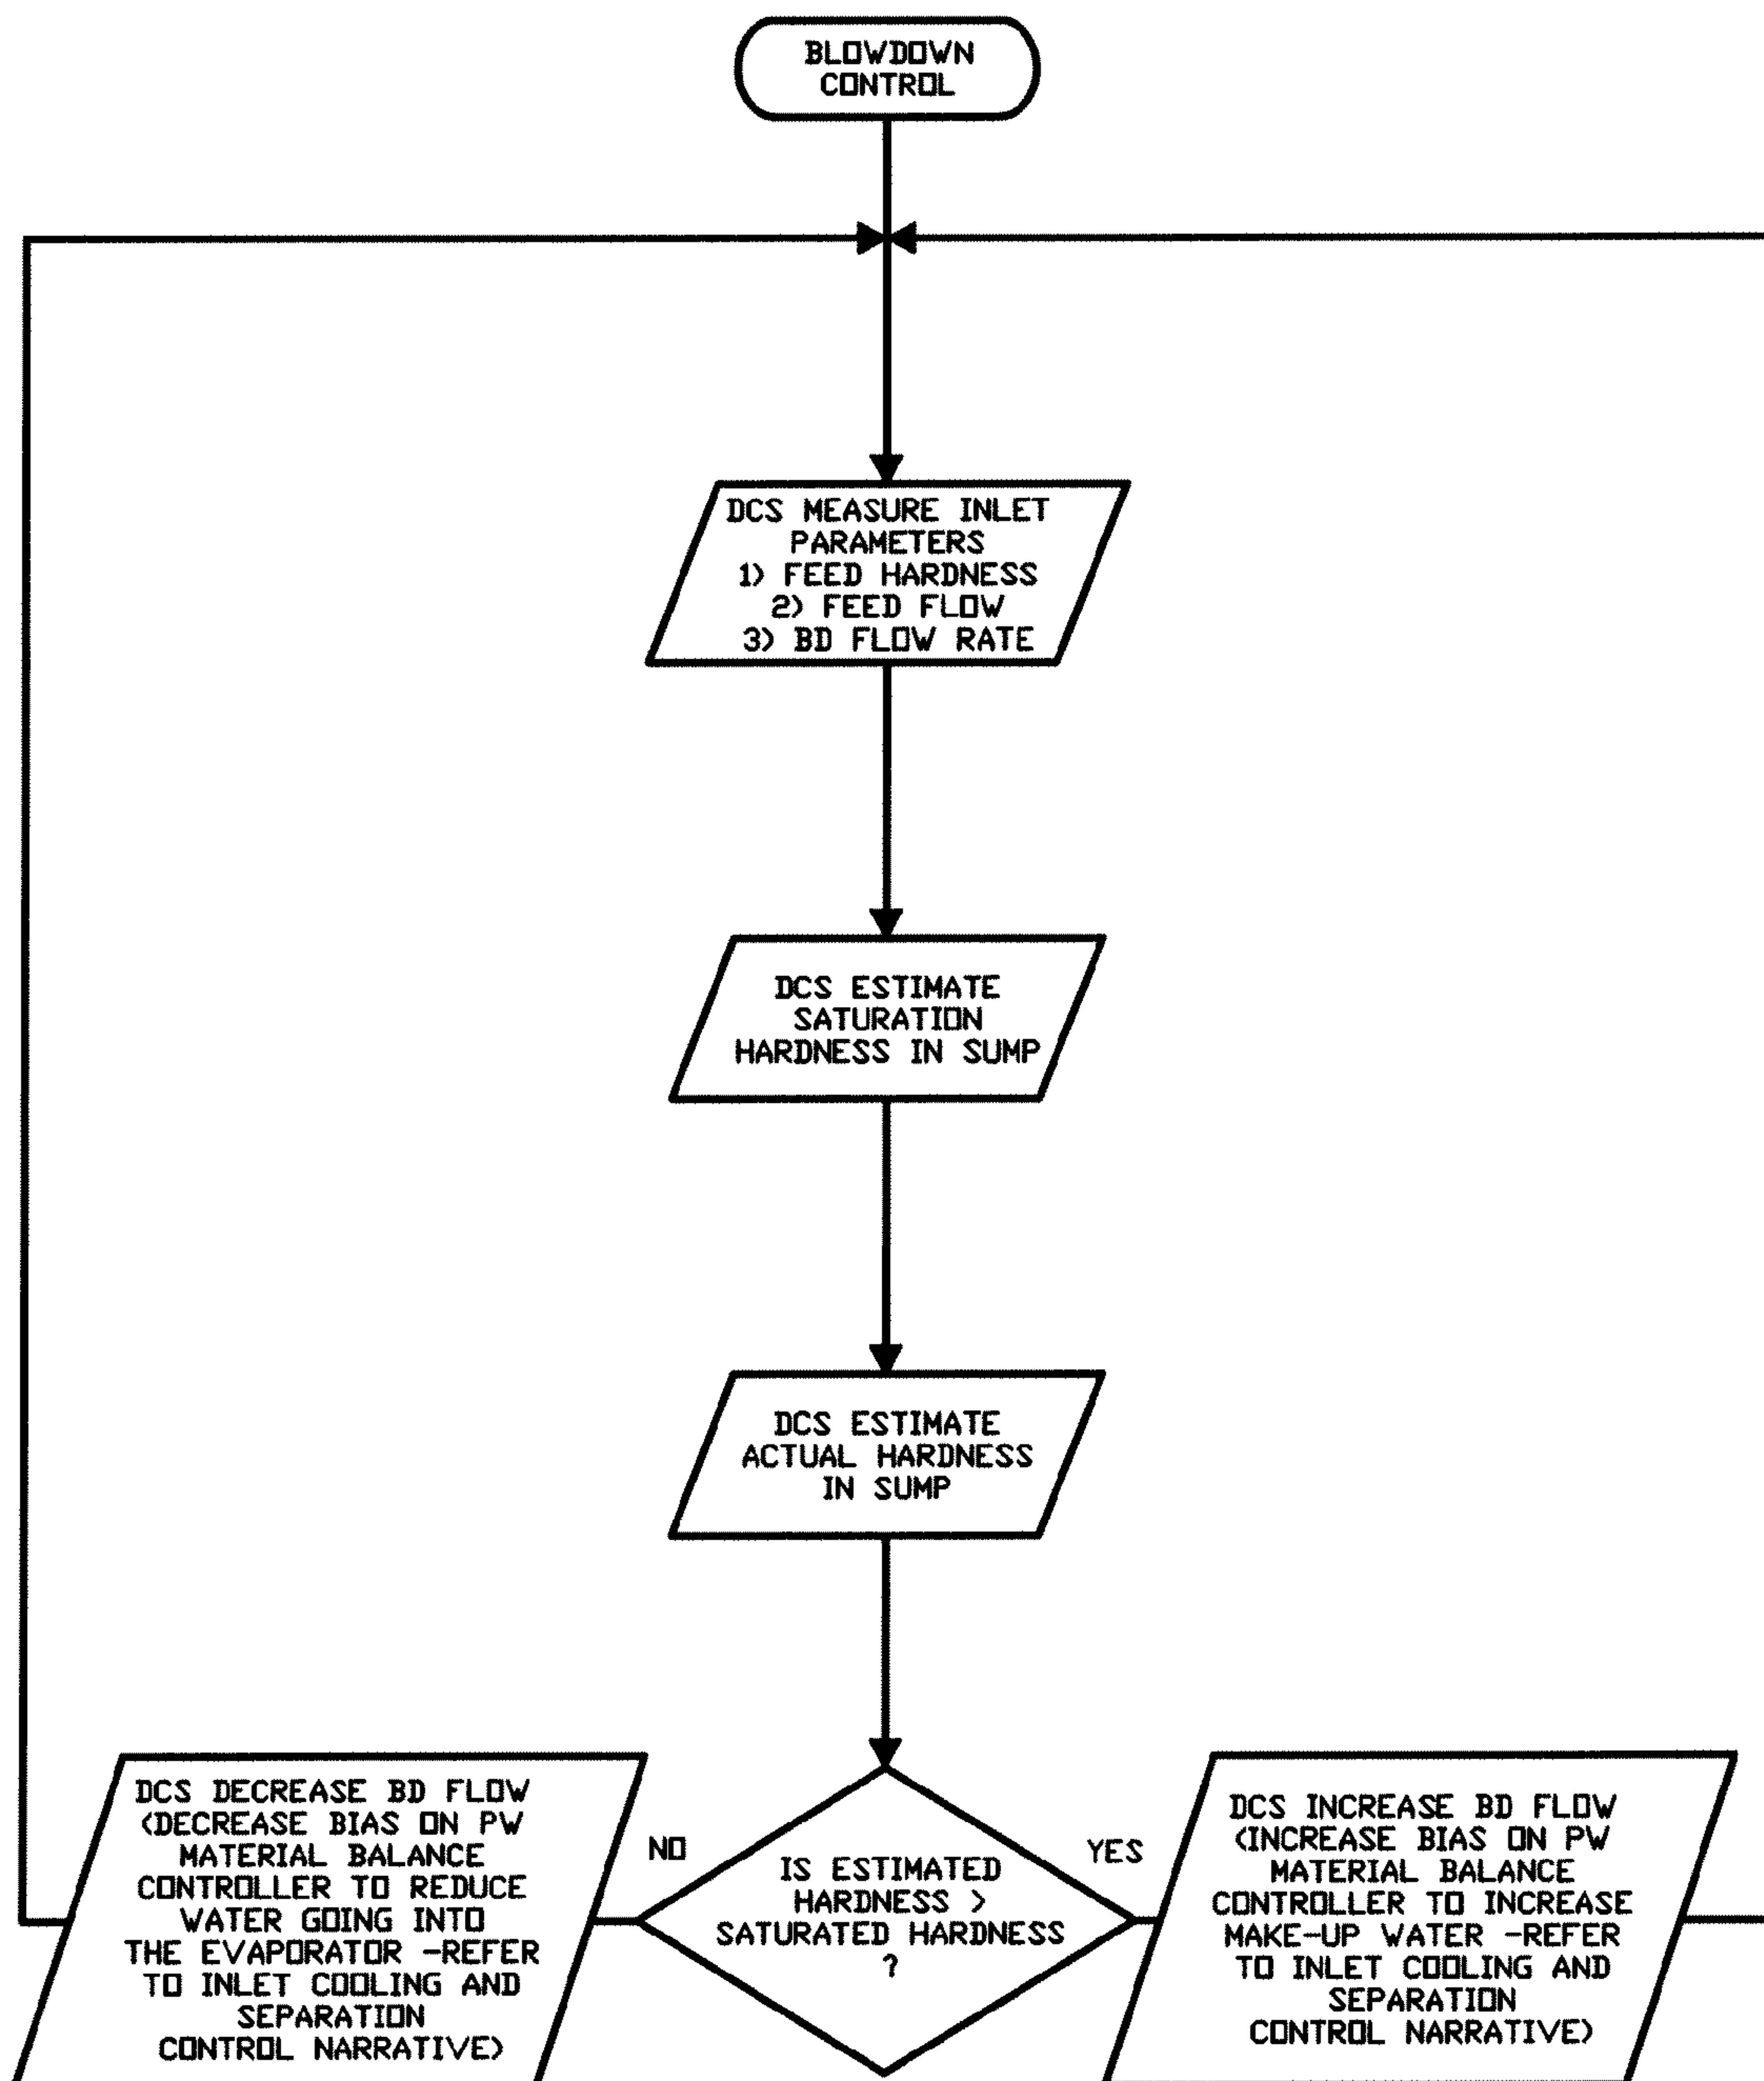 BLOWDOWN
CONTROL
DCS MEASURE INLET
PARAMETERS
1) FEED HARDNESS
2) FEED FLOW
3) BD FLOW RATE
DCS ESTIMATE
SATURATION
HARDNESS IN SUMP
DCS ESTIMATE
ACTUAL HARDNESS
IN SUMP
DCS DECREASE BD FLOW
(DECREASE BIAS ON PW
MATERIAL BALANCE
CONTROLLER TO REDUCE
WATER GOING INTO
THE EVAPORATOR -REFER
TO INLET COOLING AND
SEPARATION
CONTROL NARRATIVE)
NO
IS ESTIMATED
HARDNESS >
SATURATED HARDNESS
?
YES
DCS INCREASE BD FLOW
(INCREASE BIAS ON PW
MATERIAL BALANCE
CONTROLLER TO INCREASE
MAKE-UP WATER -REFER
TO INLET COOLING AND
SEPARATION
CONTROL NARRATIVE)